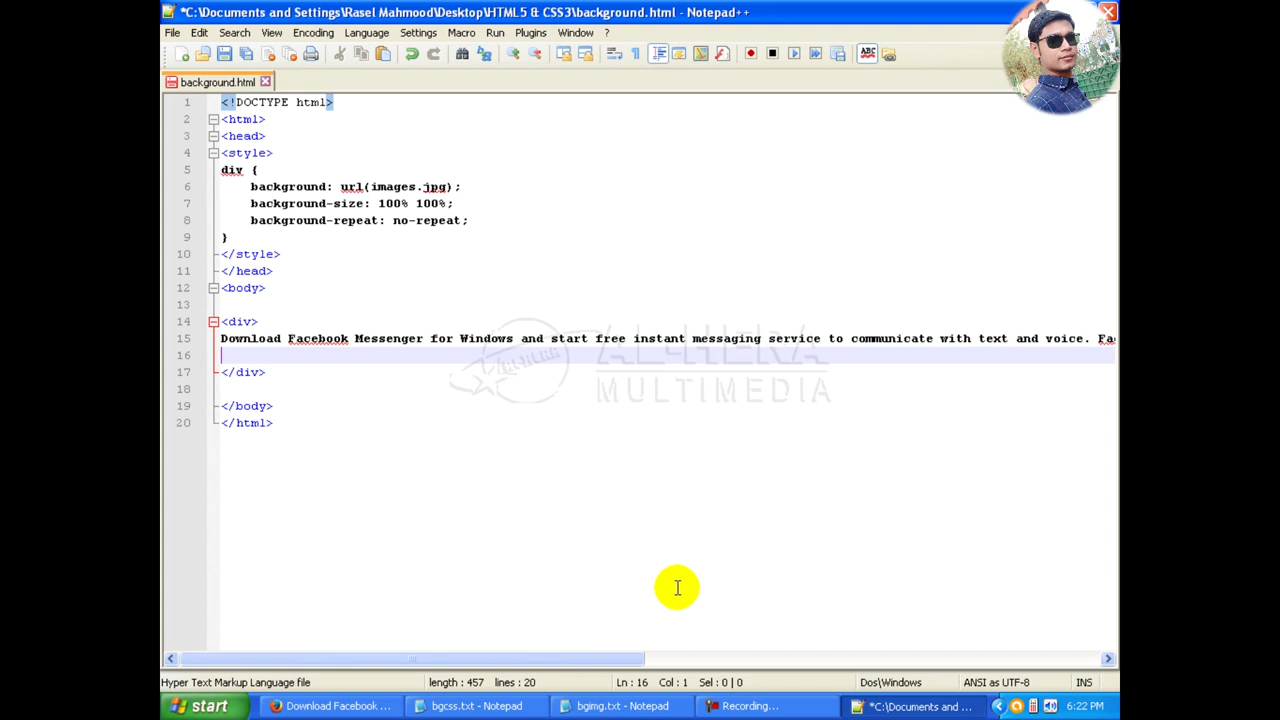 *C:\Documents and Settings\Rasel Mahmood\Desktop\HTML5 & CSS3\background.html - Notepad++
File Edit Search View Encoding Language Settings Macro Run Plugins Window ?
ABC
background.html
1 <!DOCTYPE html>
2 <html>
3 <head>
4 <style>
5 div {
6 background: url(images.jpg);
7 background-size: 100% 100%;
8 background-repeat: no-repeat;
9 }
10 </style>
11 </head>
12 <body>
13
14 <div>
15 Download Facebook Messenger for Windows and start free instant messaging service to communicate with text and voice. Fa
16
17 </div>
18
19 </body>
20 </html>
AL-HERA
MULTIMEDIA
Hyper Text Markup Language file length : 457 lines : 20 Ln : 16 Col : 1 Sel : 0 | 0 Dos\Windows ANSI as UTF-8 INS
start Download Facebook ... bgcss.txt - Notepad bgimg.txt - Notepad Recording... *C:\Documents and ... 6:22 PM